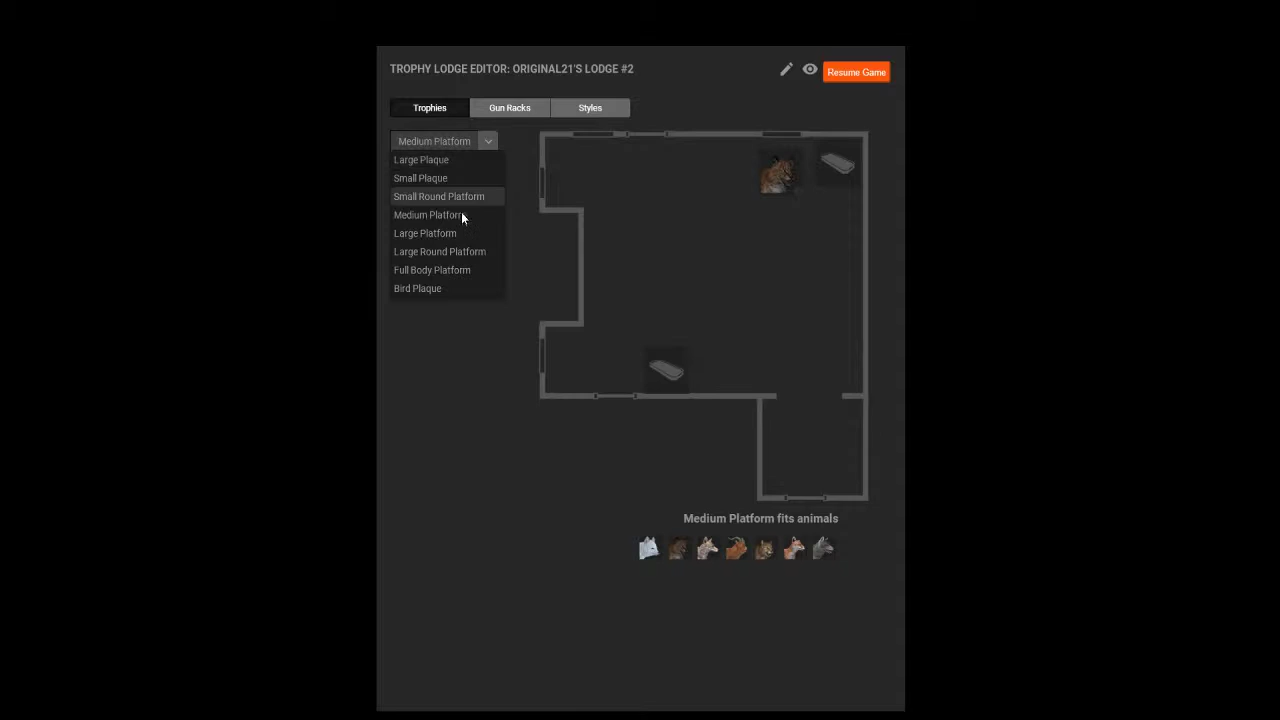 TROPHY LODGE EDITOR: ORIGINAL21'S LODGE #2
Resume Game
Trophies
Gun Racks
Styles
Medium Platform
Large Plaque
Small Plaque
Small Round Platform
Medium Platform
Large Platform
Large Round Platform
Full Body Platform
Bird Plaque
Medium Platform fits animals